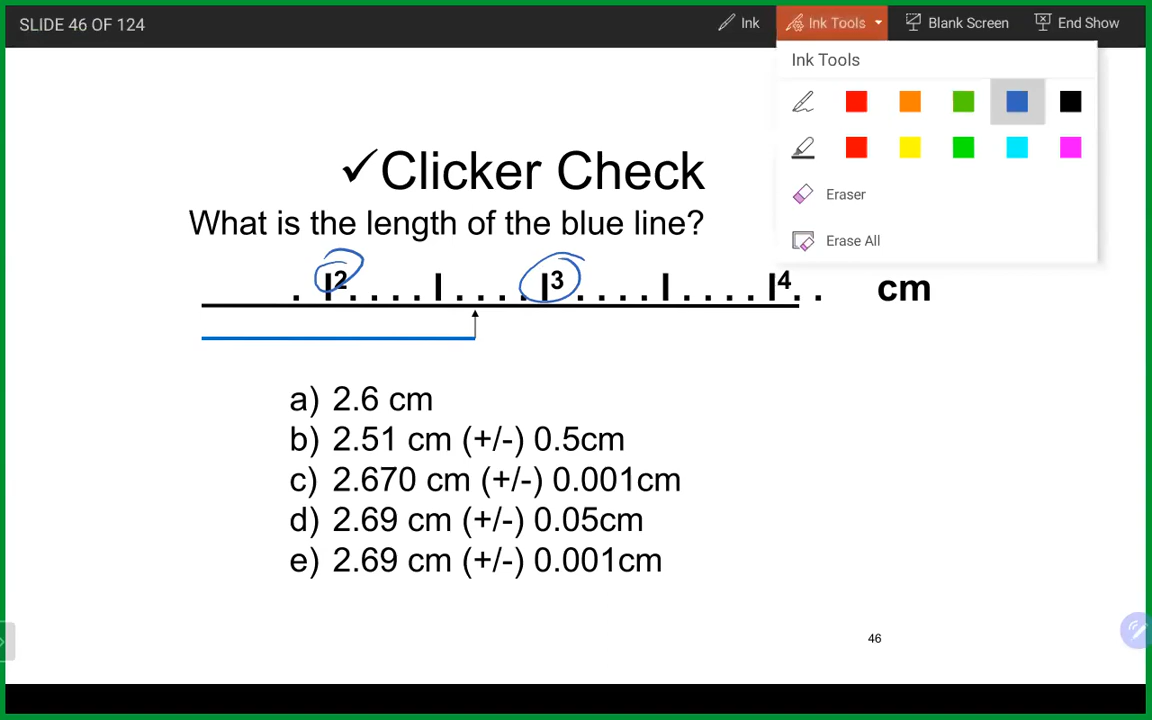 SLIDE 46 OF 124 Ink Ink Tools Blank Screen End Show
Ink Tools
Eraser
Erase All
✓Clicker Check
What is the length of the blue line?
. |2. . . . | . . . . |3. . . . | . . . . |4. . cm
a) 2.6 cm
b) 2.51 cm (+/-) 0.5cm
c) 2.670 cm (+/-) 0.001cm
d) 2.69 cm (+/-) 0.05cm
e) 2.69 cm (+/-) 0.001cm
46